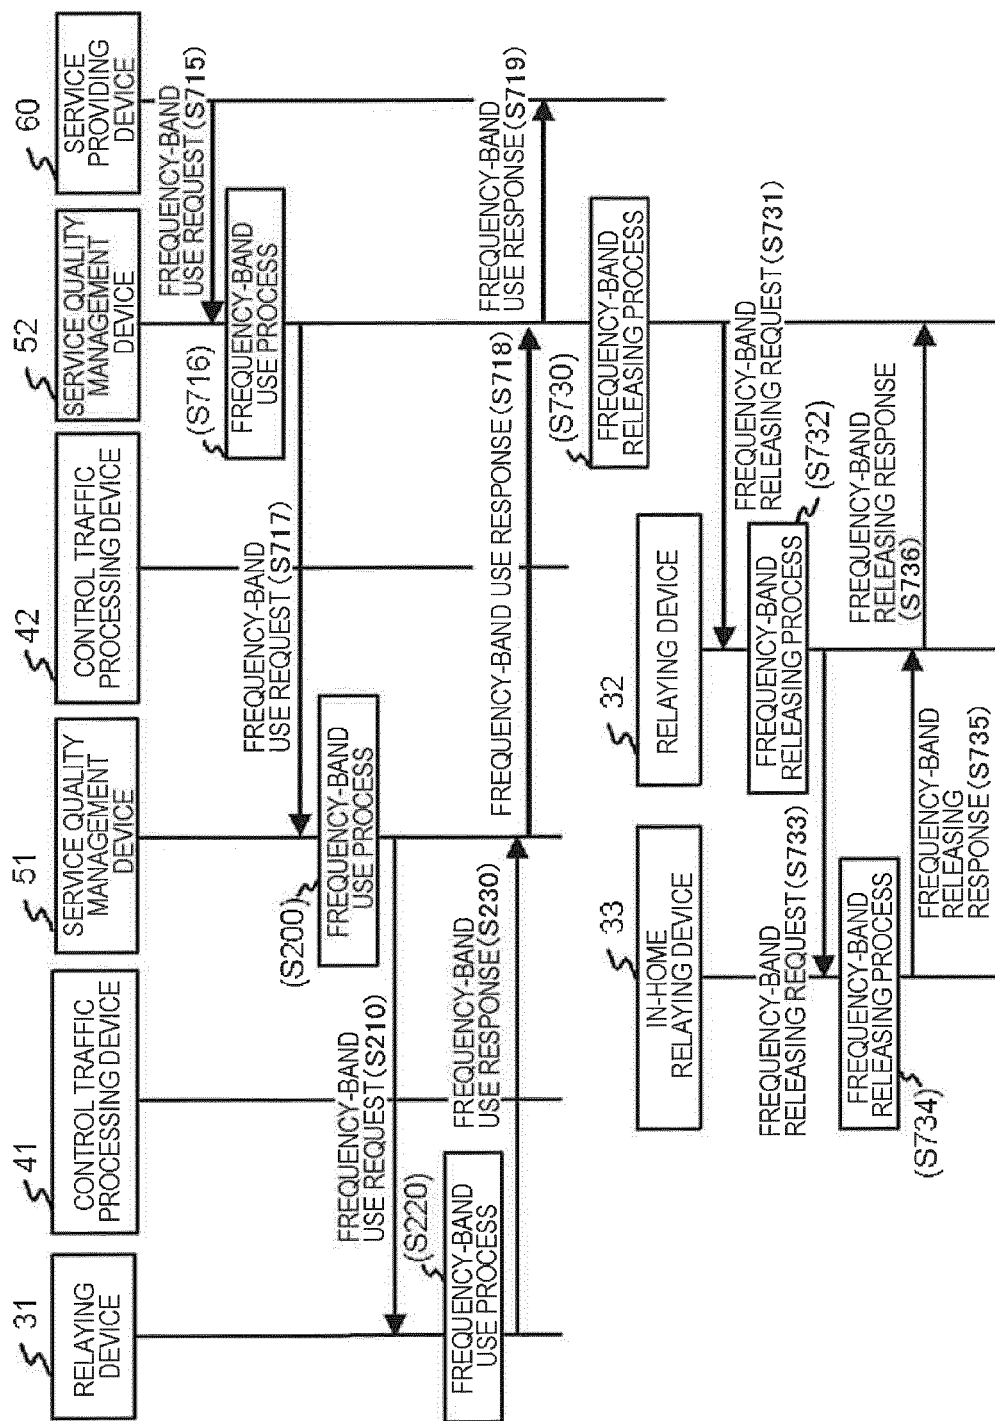 31
RELAYING
DEVICE
41
CONTROL TRAFFIC
PROCESSING DEVICE
51
SERVICE QUALITY
MANAGEMENT
DEVICE
42
CONTROL TRAFFIC
PROCESSING DEVICE
52
SERVICE QUALITY
MANAGEMENT
DEVICE
60
SERVICE
PROVIDING
DEVICE
FREQUENCY-BAND
USE REQUEST(S715)
(S716)
FREQUENCY-BAND
USE PROCESS
FREQUENCY-BAND
USE REQUEST(S717)
(S200)
FREQUENCY-BAND
USE PROCESS
FREQUENCY-BAND
USE REQUEST(S210)
(S220)
FREQUENCY-BAND
USE PROCESS
FREQUENCY-BAND
USE RESPONSE(S230)
FREQUENCY-BAND USE RESPONSE(S718)
FREQUENCY-BAND
USE RESPONSE(S719)
(S730)
FREQUENCY-BAND
RELEASING PROCESS
33
IN-HOME
RELAYING DEVICE
32
RELAYING DEVICE
FREQUENCY-BAND
RELEASING REQUEST(S731)
FREQUENCY-BAND
RELEASING PROCESS
(S732)
FREQUENCY-BAND
RELEASING REQUEST(S733)
FREQUENCY-BAND
RELEASING PROCESS
(S734)
FREQUENCY-BAND
RELEASING
RESPONSE(S735)
FREQUENCY-BAND
RELEASING RESPONSE
(S736)